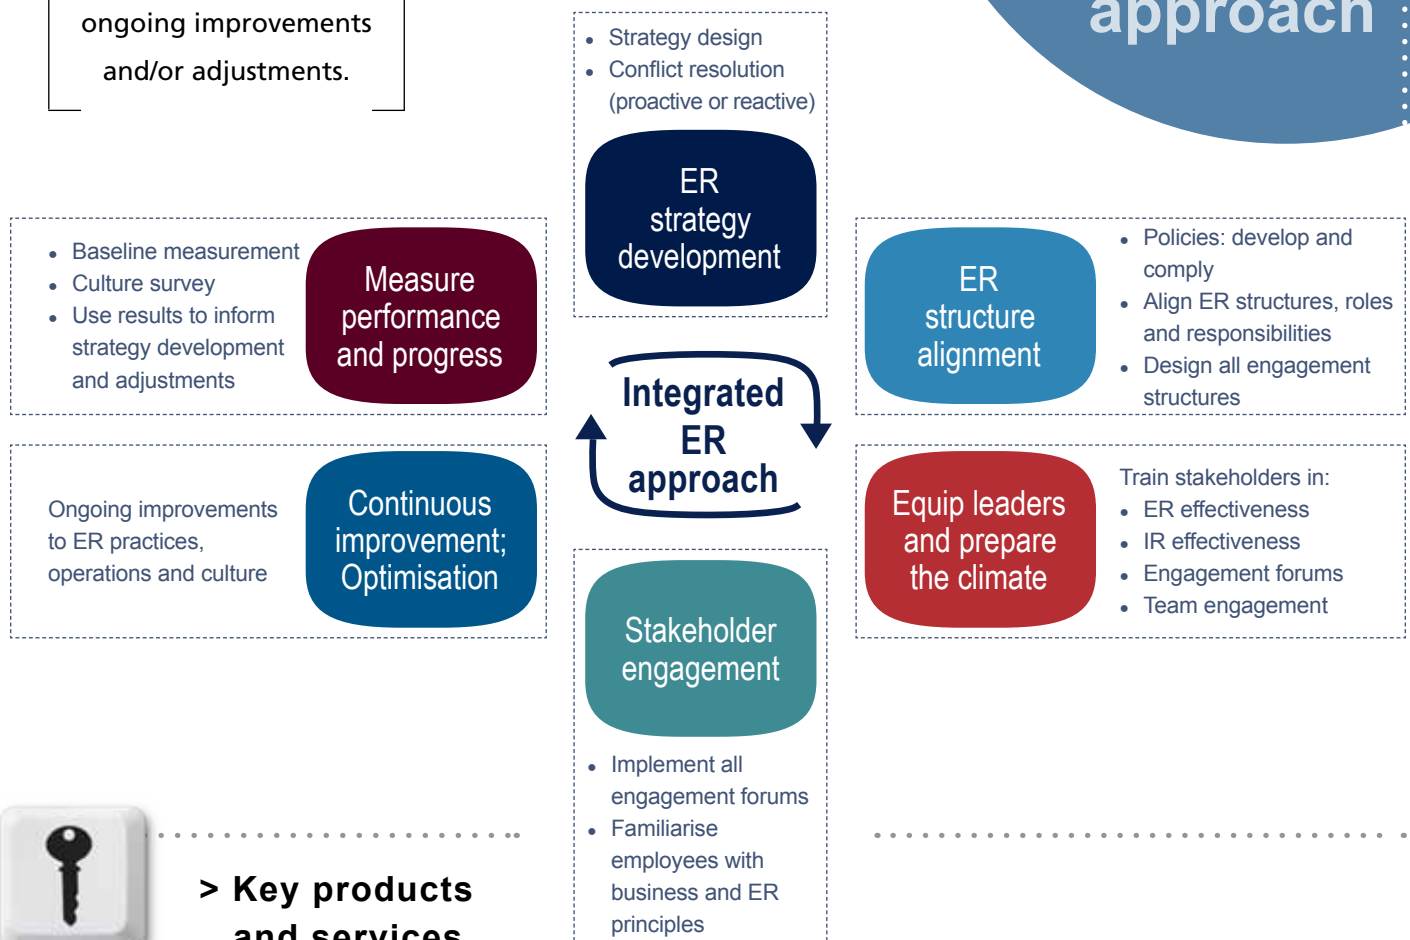 ongoing improvements
and/or adjustments.
approach
• Strategy design
• Conflict resolution
(proactive or reactive)
ER
strategy
development
• Baseline measurement
• Culture survey
• Use results to inform
strategy development
and adjustments
Measure
performance
and progress
ER
structure
alignment
• Policies: develop and
comply
• Align ER structures, roles
and responsibilities
• Design all engagement
structures
Integrated
ER
approach
Ongoing improvements
to ER practices,
operations and culture
Continuous
improvement;
Optimisation
Equip leaders
and prepare
the climate
Train stakeholders in:
• ER effectiveness
• IR effectiveness
• Engagement forums
• Team engagement
Stakeholder
engagement
• Implement all
engagement forums
• Familiarise
employees with
business and ER
principles
> Key products
and services